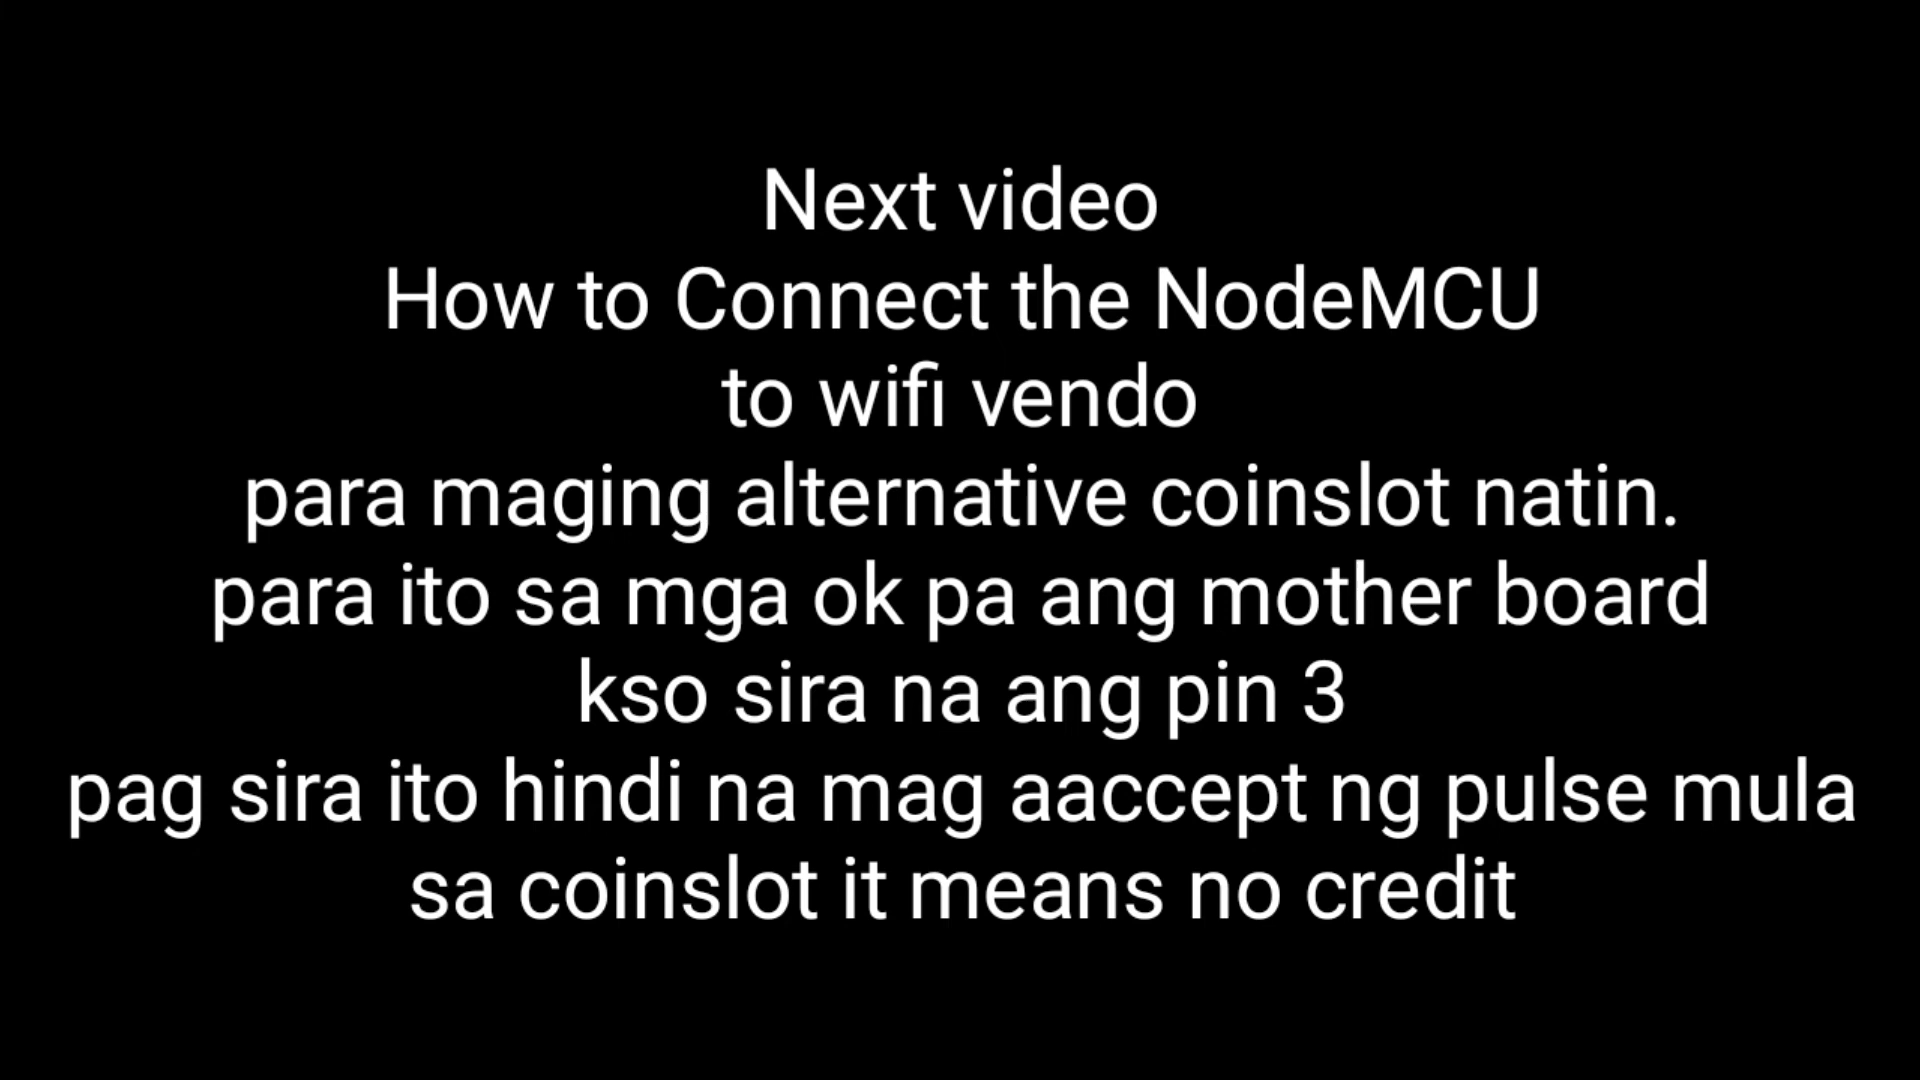 Next video
How to Connect the NodeMCU
to wifi vendo
para maging alternative coinslot natin.
para ito sa mga ok pa ang mother board
kso sira na ang pin 3
pag sira ito hindi na mag aaccept ng pulse mula
sa coinslot it means no credit